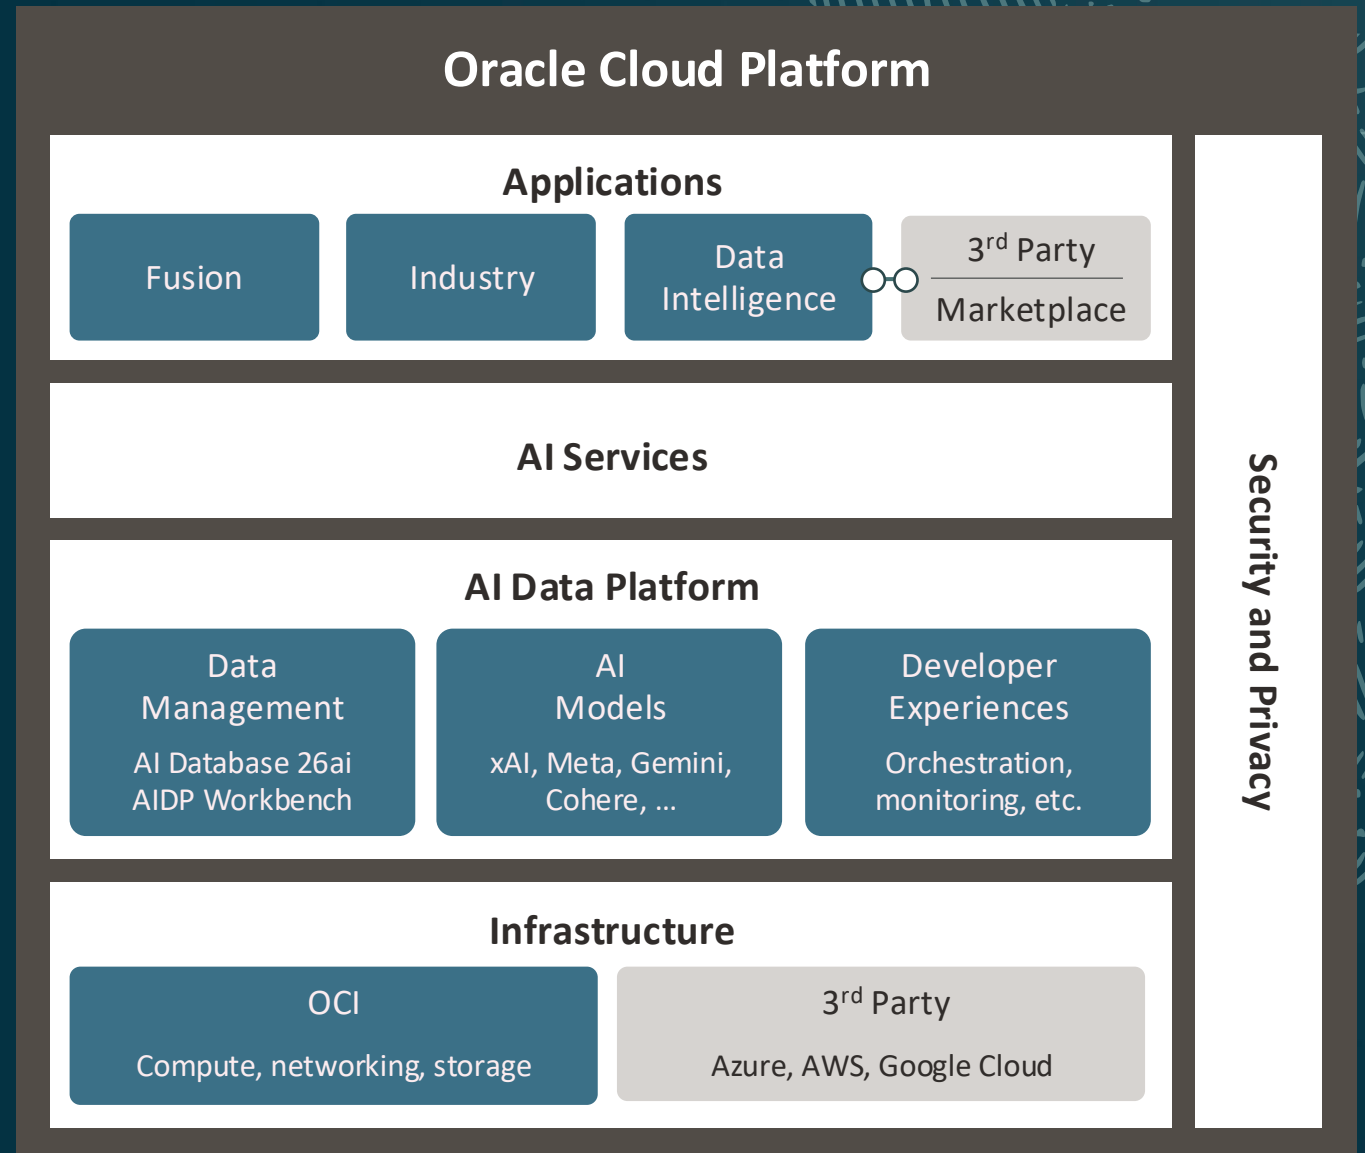 Oracle Cloud Platform
Applications
Fusion
Industry
Data
Intelligence
3rd Party
Marketplace
AI Services
AI Data Platform
Data
Management
AI Database 26ai
AIDP Workbench
AI
Models
xAI, Meta, Gemini,
Cohere, ...
Developer
Experiences
Orchestration,
monitoring, etc.
Infrastructure
OCI
Compute, networking, storage
3rd Party
Azure, AWS, Google Cloud
Security and Privacy